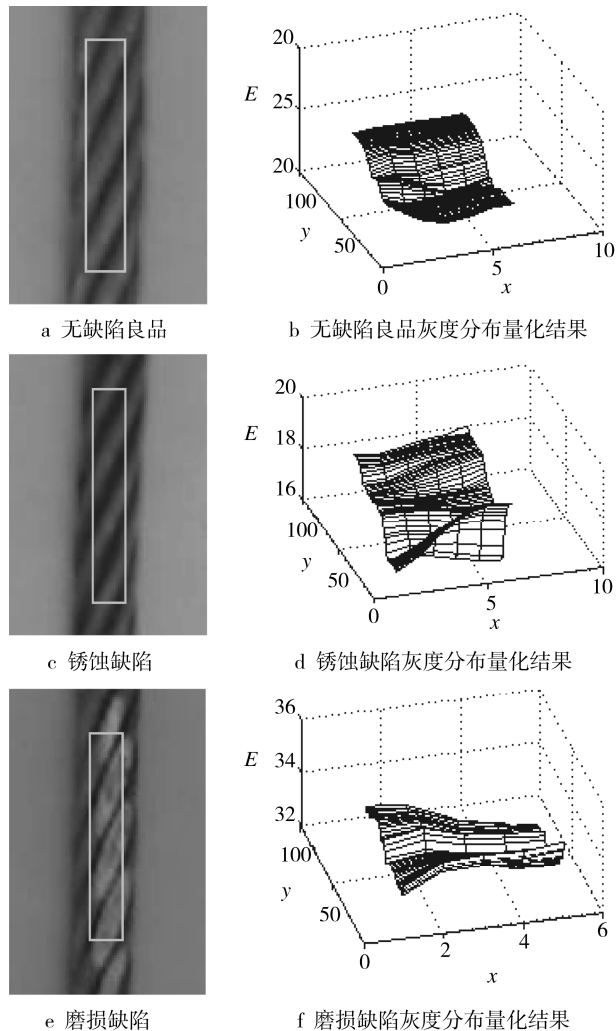 20
E
25
20
100
y
50
0
5
x
10
a 无缺陷良品
b 无缺陷良品灰度分布量化结果
20
E
18
16
100
y
50
0
5
x
10
c 锈蚀缺陷
d 锈蚀缺陷灰度分布量化结果
36
E
34
32
100
y
50
0
2
4
x
6
e 磨损缺陷
f 磨损缺陷灰度分布量化结果